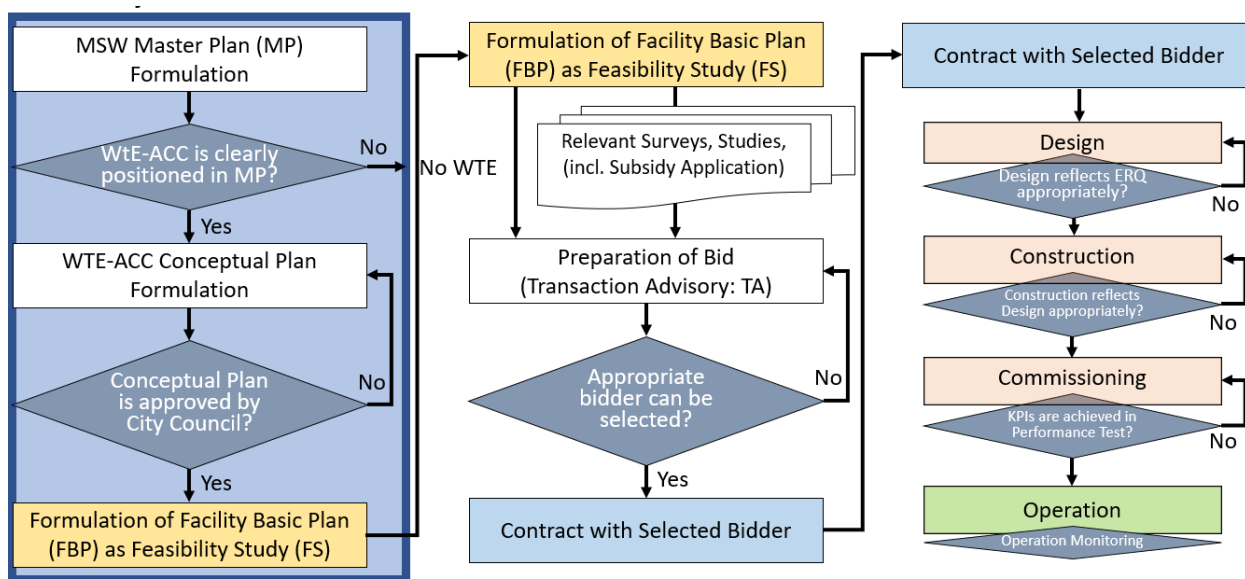 MSW Master Plan (MP)
Formulation
WtE-ACC is clearly
positioned in MP?
No
No WTE
Yes
WTE-ACC Conceptual Plan
Formulation
Conceptual Plan
is approved by
City Council?
No
Yes
Formulation of Facility Basic Plan
(FBP) as Feasibility Study (FS)
Formulation of Facility Basic Plan
(FBP) as Feasibility Study (FS)
Relevant Surveys, Studies,
(incl. Subsidy Application)
Preparation of Bid
(Transaction Advisory: TA)
Appropriate
bidder can be
selected?
No
Yes
Contract with Selected Bidder
Contract with Selected Bidder
Design
Design reflects ERQ
appropriately?
No
Construction
Construction reflects
Design appropriately?
No
Commissioning
KPIs are achieved in
Performance Test?
No
Operation
Operation Monitoring